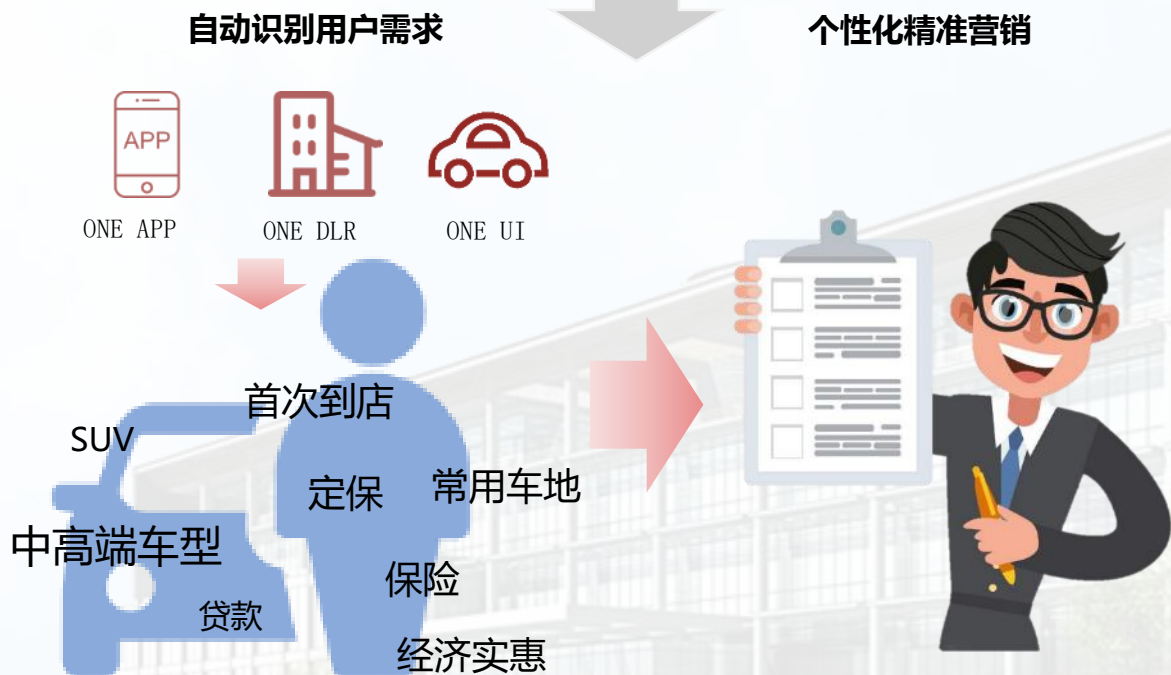 自动识别用户需求
个性化精准营销
APP
ONE APP
ONE DLR
ONE UI
首次到店
SUV
定保
常用车地
中高端车型
保险
贷款
经济实惠